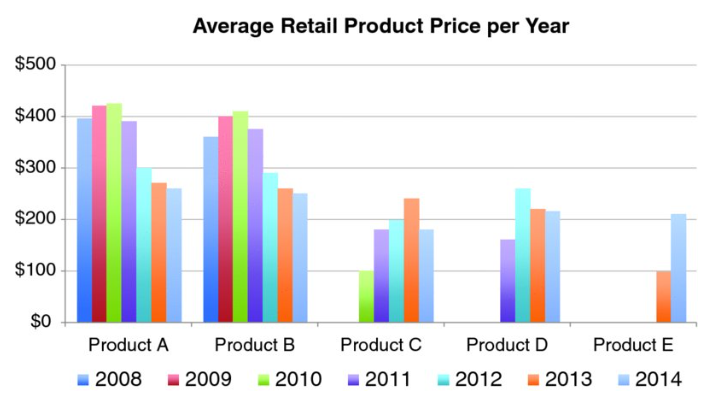 Average Retail Product Price per Year
$500
$400
$300
$200
$100
$0
Product A Product B Product C Product D Product E
2008 2009 2010 2011 2012 2013 2014